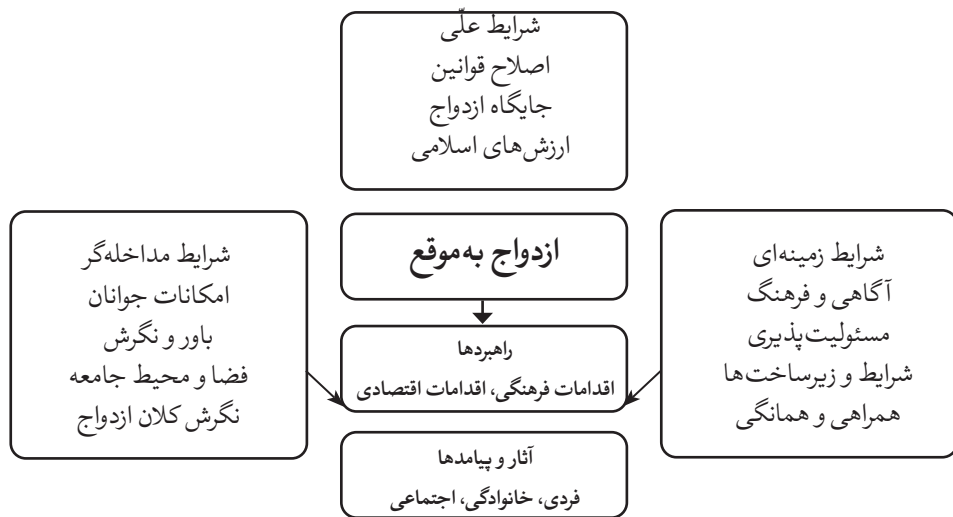 شرایط علّی
اصلاح قوانین
جایگاه ازدواج
ارزش‌های اسلامی
شرایط زمینه‌ای
آگاهی و فرهنگ
مسئولیت‌پذیری
شرایط و زیرساخت‌ها
همراهی و همانگی
ازدواج به‌موقع
راهبردها
اقدامات فرهنگی، اقدامات اقتصادی
آثار و پیامدها
فردی، خانوادگی، اجتماعی
شرایط مداخله‌گر
امکانات جوانان
باور و نگرش
فضا و محیط جامعه
نگرش کلان ازدواج